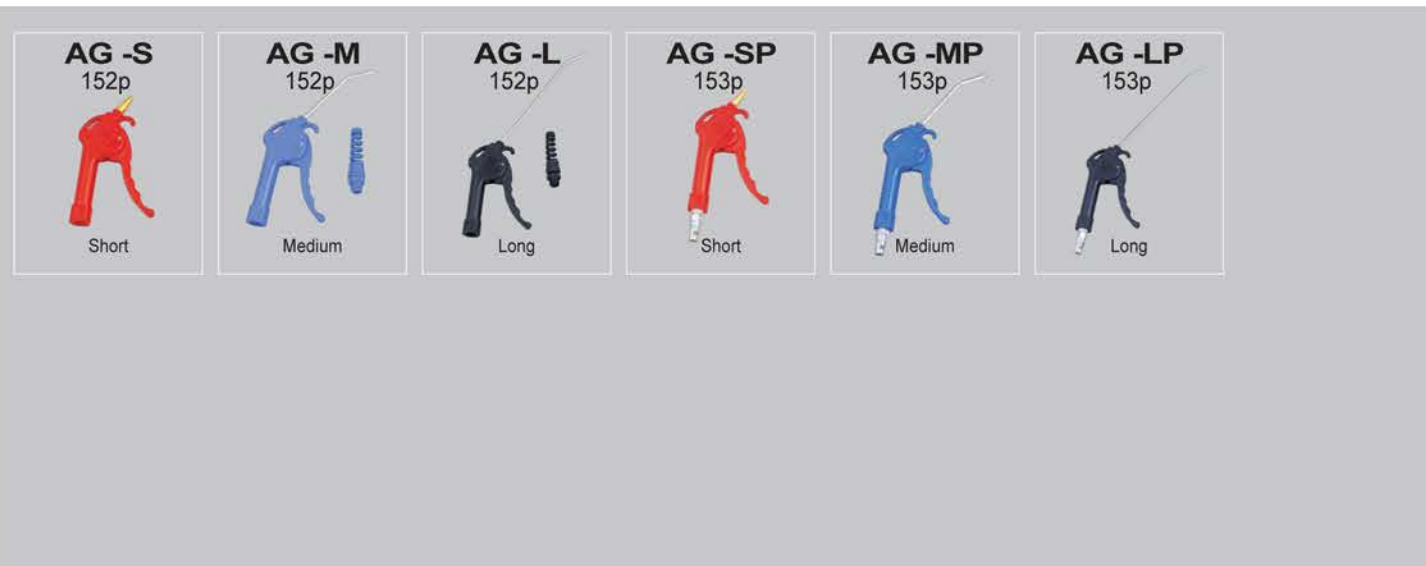 AG -S
152p
Short
AG -M
152p
Medium
AG -L
152p
Long
AG -SP
153p
Short
AG -MP
153p
Medium
AG -LP
153p
Long